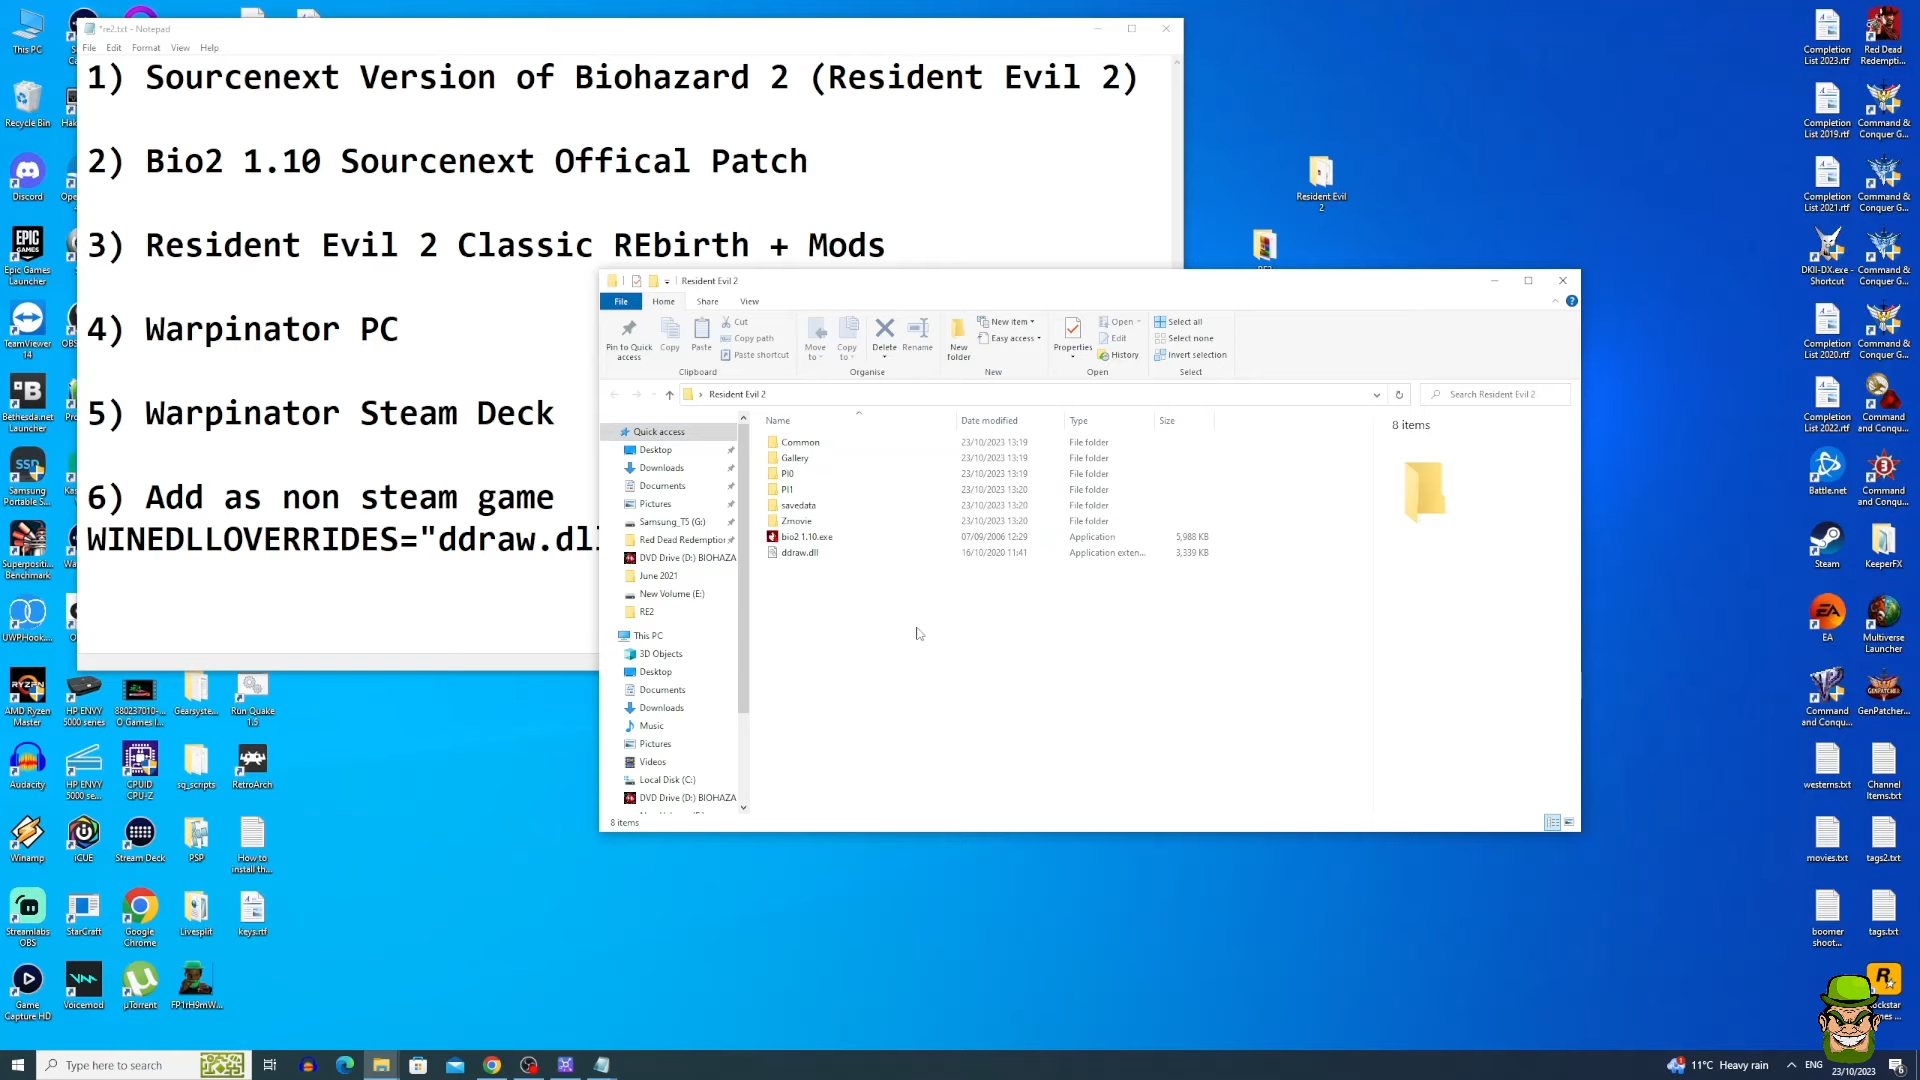 *re2.txt - Notepad
File Edit Format View Help
1) Sourcenext Version of Biohazard 2 (Resident Evil 2)
2) Bio2 1.10 Sourcenext Offical Patch
3) Resident Evil 2 Classic REbirth + Mods
4) Warpinator PC
5) Warpinator Steam Deck
6) Add as non steam game
WINEDLLOVERRIDES="ddraw.dl
Resident Evil 2
File Home Share View
Pin to Quick access
Copy
Paste
Cut
Copy path
Paste shortcut
Clipboard
Move to
Copy to
Delete
Rename
Organise
New folder
New item
Easy access
New
Properties
Open
Edit
History
Open
Select all
Select none
Invert selection
Select
Resident Evil 2
Search Resident Evil 2
Quick access
Desktop
Downloads
Documents
Pictures
Samsung_T5 (G:)
Red Dead Redemption
DVD Drive (D:) BIOHAZA
June 2021
New Volume (E:)
RE2
This PC
3D Objects
Desktop
Documents
Downloads
Music
Pictures
Videos
Local Disk (C:)
DVD Drive (D:) BIOHAZA
Name Date modified Type Size
Common 23/10/2023 13:19 File folder
Gallery 23/10/2023 13:19 File folder
Pl0 23/10/2023 13:19 File folder
Pl1 23/10/2023 13:20 File folder
savedata 23/10/2023 13:20 File folder
Zmovie 23/10/2023 13:20 File folder
bio2 1.10.exe 07/09/2006 12:29 Application 5,988 KB
ddraw.dll 16/10/2020 11:41 Application exten... 3,339 KB
8 items
8 items
This PC
Recycle Bin
Discord
Epic Games Launcher
TeamViewer 14
Bethesda.net Launcher
Samsung Portable S...
Superpositi... Benchmark
UWPHook...
AMD Ryzen Master
HP ENVY 5000 series
880237010-... O Games I...
Gearsyste...
Run Quake 1.5
Audacity
HP ENVY 5000 se...
CPUID CPU-Z
sq_scripts
RetroArch
Winamp
iCUE
Stream Deck
PSP
How to install th...
Streamlabs OBS
StarCraft
Google Chrome
Livesplit
keys.rtf
Game Capture HD
Voicemod
µTorrent
FP1rH9mW...
Resident Evil 2
Completion List 2023.rtf
Red Dead Redempti...
Completion List 2019.rtf
Command & Conquer G...
Completion List 2021.rtf
Command & Conquer G...
DKII-DX.exe - Shortcut
Command & Conquer G...
Completion List 2020.rtf
Command & Conquer G...
Completion List 2022.rtf
Command and Conqu...
Battle.net
Command and Conqu...
Steam
KeeperFX
EA
Multiverse Launcher
Command and Conqu...
GenPatcher...
westerns.txt
Channel Items.txt
movies.txt
tags2.txt
boomer shoot...
tags.txt
Type here to search
11°C Heavy rain
ENG
23/10/2023